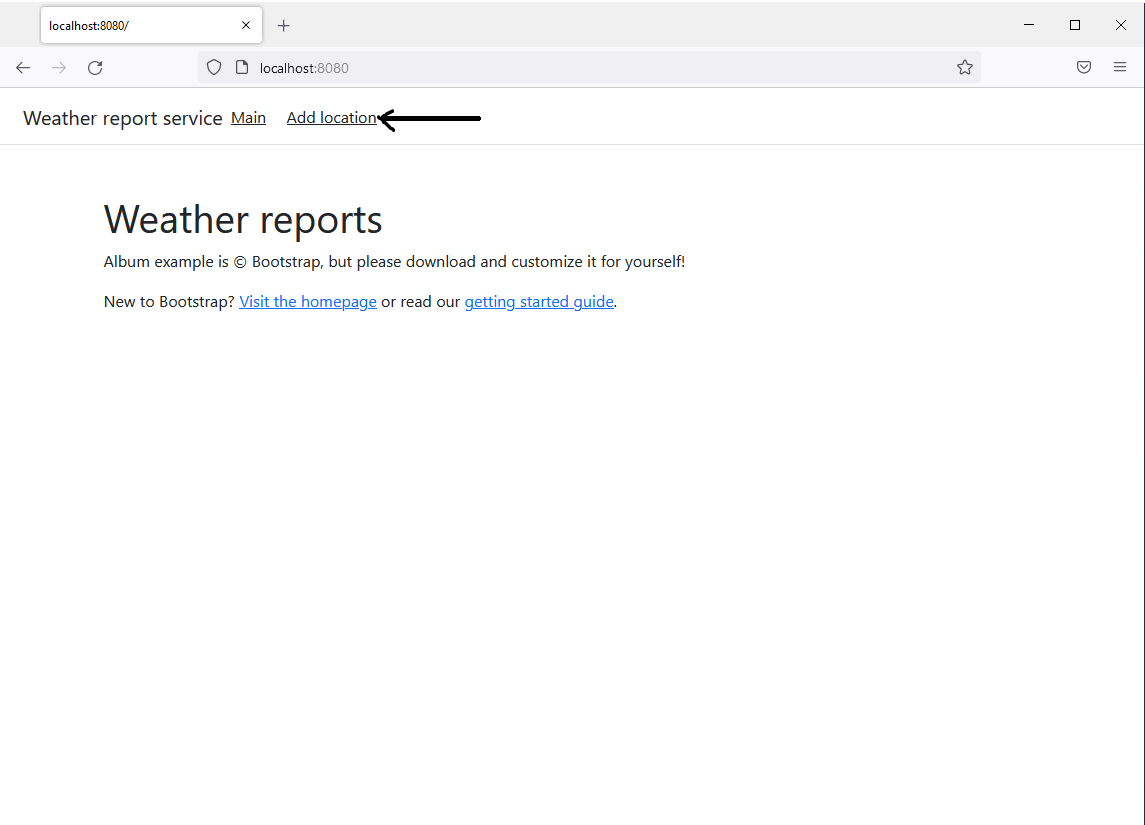 localhost:8080/
localhost:8080
Weather report service Main Add location
Weather reports
Album example is © Bootstrap, but please download and customize it for yourself!
New to Bootstrap? Visit the homepage or read our getting started guide.